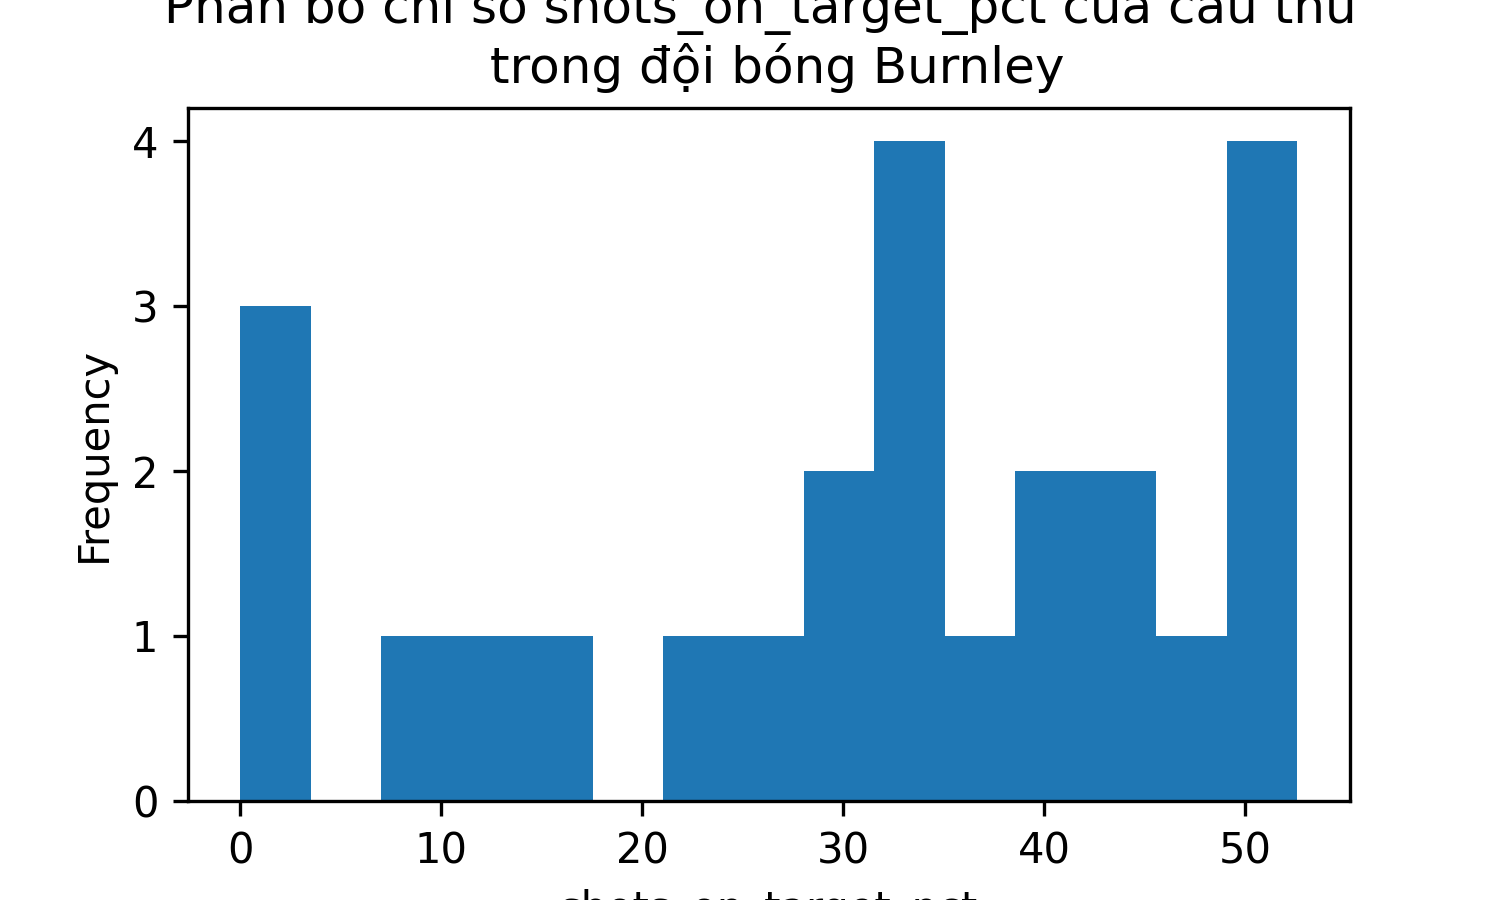 Phân bố chỉ số shots_on_target_pct của cầu thủ
trong đội bóng Burnley
4
3
2
1
0
Frequency
0 10 20 30 40 50
shots_on_target_pct